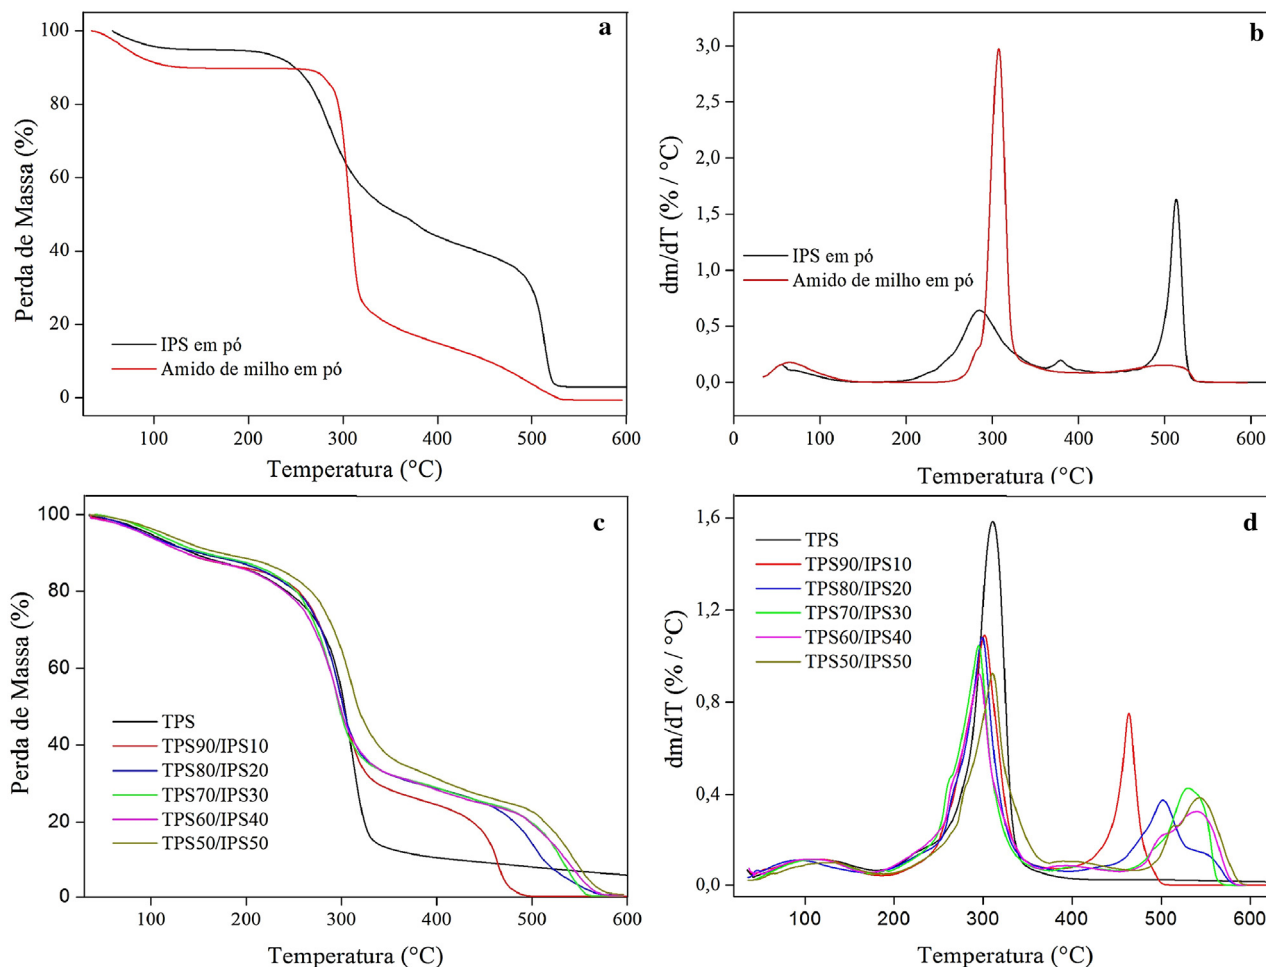 a
100
80
60
40
20
0
Perda de Massa (%)
IPS em pó
Amido de milho em pó
100
200
300
400
500
600
Temperatura (°C)
b
3,0
2,5
2,0
1,5
1,0
0,5
0,0
dm/dT (% / °C)
IPS em pó
Amido de milho em pó
0
100
200
300
400
500
600
Temperatura (°C)
c
100
80
60
40
20
0
Perda de Massa (%)
TPS
TPS90/IPS10
TPS80/IPS20
TPS70/IPS30
TPS60/IPS40
TPS50/IPS50
100
200
300
400
500
600
Temperatura (°C)
d
1,6
1,2
0,8
0,4
0,0
dm/dT (% / °C)
TPS
TPS90/IPS10
TPS80/IPS20
TPS70/IPS30
TPS60/IPS40
TPS50/IPS50
100
200
300
400
500
600
Temperatura (°C)